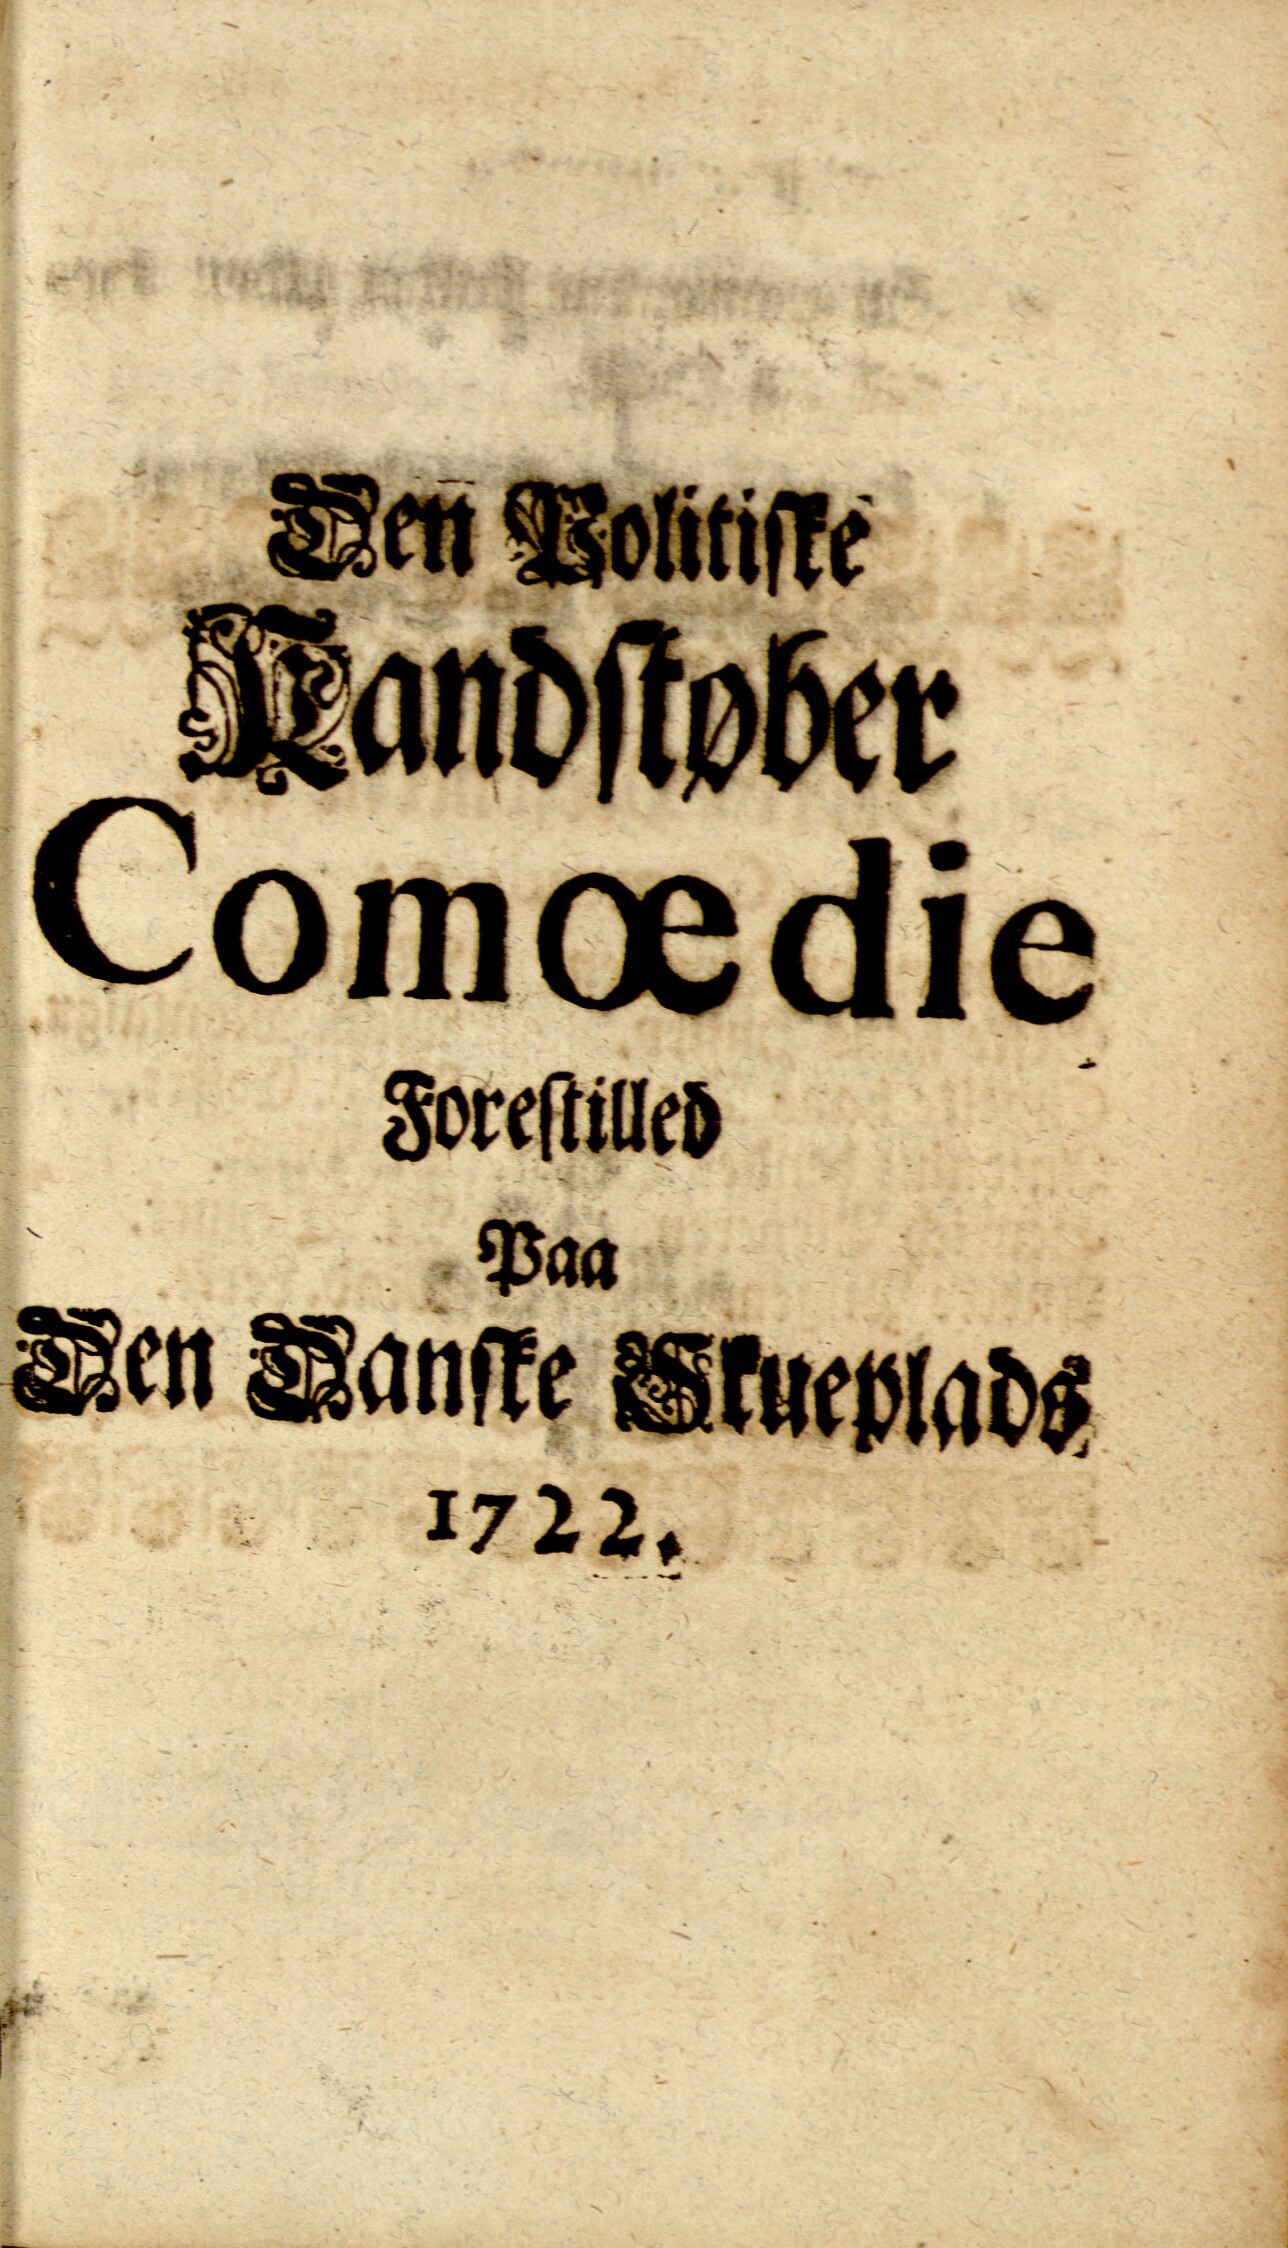 Den Politiske
Kandstøber
Comœdie
Forestilled
Paa
Den Danske Skueplads
1722.